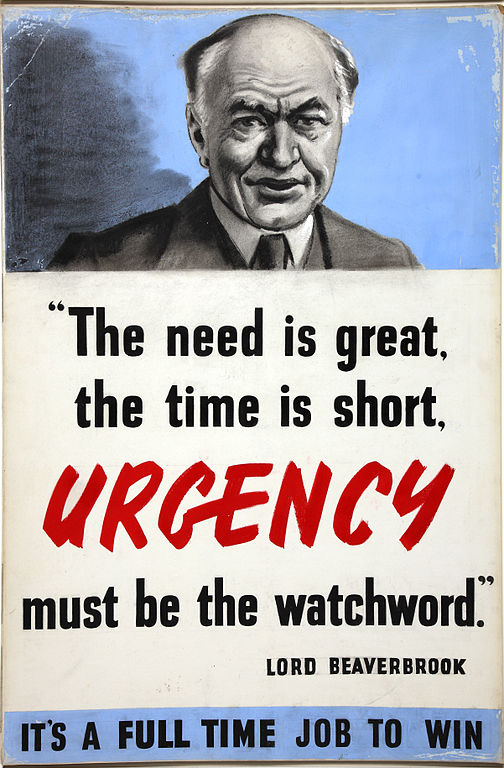 “The need is great,
the time is short,
URGENCY
must be the watchword.”
LORD BEAVERBROOK
IT'S A FULL TIME JOB TO WIN